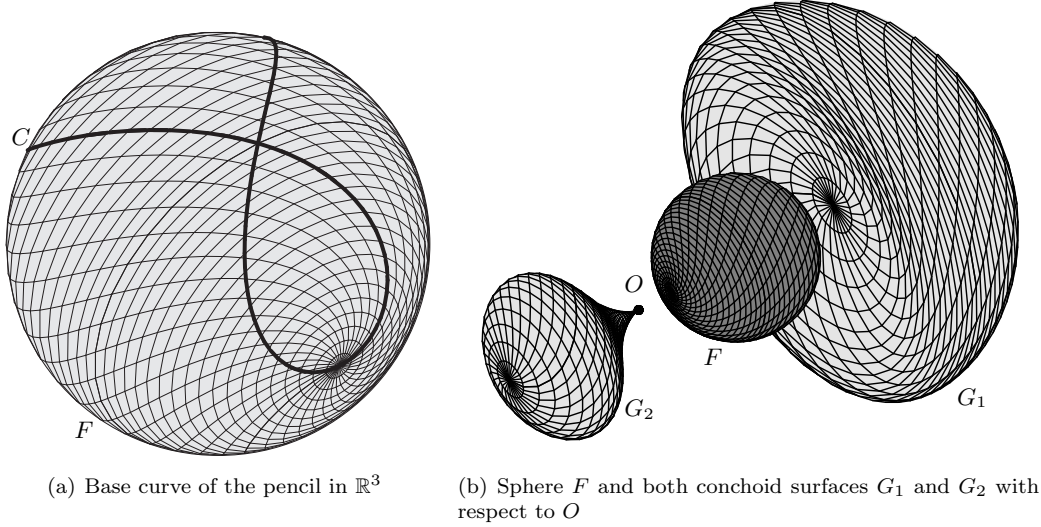 C
F
(a) Base curve of the pencil in ℝ³
O
F
G₂
G₁
(b) Sphere F and both conchoid surfaces G₁ and G₂ with
respect to O